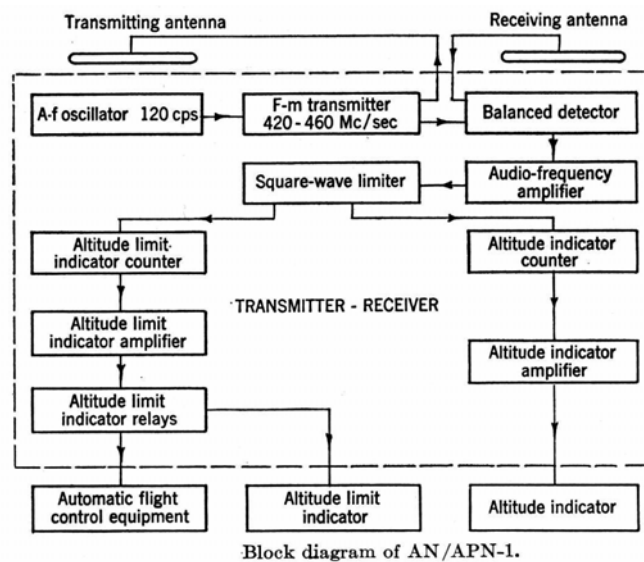 Transmitting antenna
Receiving antenna
A-f oscillator 120 cps
F-m transmitter
420-460 Mc/sec
Balanced detector
Square-wave limiter
Audio-frequency
amplifier
Altitude limit
indicator counter
Altitude indicator
counter
TRANSMITTER - RECEIVER
Altitude limit
indicator amplifier
Altitude indicator
amplifier
Altitude limit
indicator relays
Automatic flight
control equipment
Altitude limit
indicator
Altitude indicator
Block diagram of AN/APN-1.